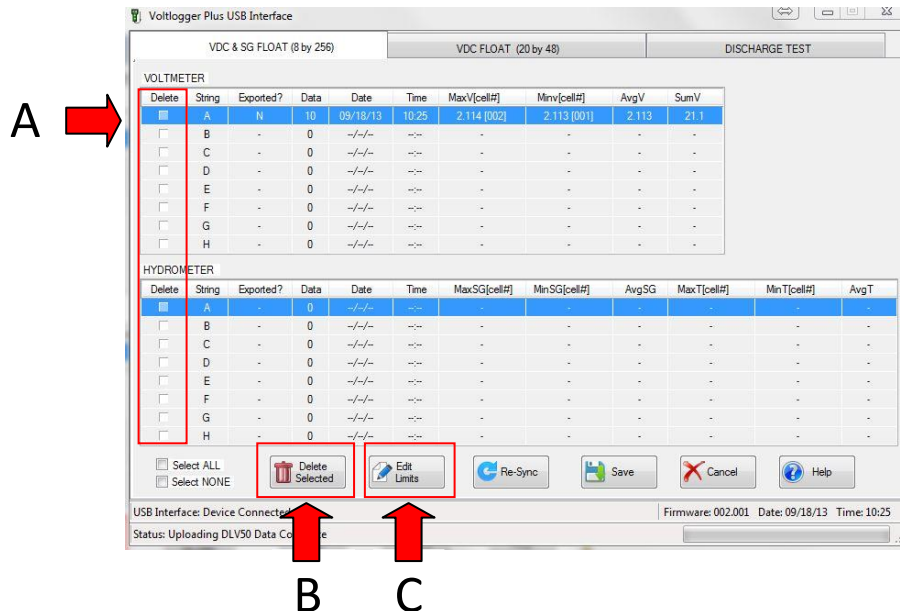 Voltlogger Plus USB Interface
VDC & SG FLOAT (8 by 256) VDC FLOAT (20 by 48) DISCHARGE TEST
VOLTMETER
Delete String Exported? Data Date Time MaxV[cell#] Minv[cell#] AvgV SumV
A
A N 10 09/18/13 10:25 2.114 [002] 2.113 [001] 2.113 21.1
B - 0 --/--/-- --:-- - - - -
C - 0 --/--/-- --:-- - - - -
D - 0 --/--/-- --:-- - - - -
E - 0 --/--/-- --:-- - - - -
F - 0 --/--/-- --:-- - - - -
G - 0 --/--/-- --:-- - - - -
H - 0 --/--/-- --:-- - - - -
HYDROMETER
Delete String Exported? Data Date Time MaxSG[cell#] MinSG[cell#] AvgSG MaxT[cell#] MinT[cell#] AvgT
A - 0 --/--/-- --:-- - - - - - -
B - 0 --/--/-- --:-- - - - - - -
C - 0 --/--/-- --:-- - - - - - -
D - 0 --/--/-- --:-- - - - - - -
E - 0 --/--/-- --:-- - - - - - -
F - 0 --/--/-- --:-- - - - - - -
G - 0 --/--/-- --:-- - - - - - -
H - 0 --/--/-- --:-- - - - - - -
Select ALL
Select NONE
Delete
Selected
Edit
Limits
Re-Sync
Save
Cancel
Help
USB Interface: Device Connected Firmware: 002.001 Date: 09/18/13 Time: 10:25
Status: Uploading DLV50 Data
B C